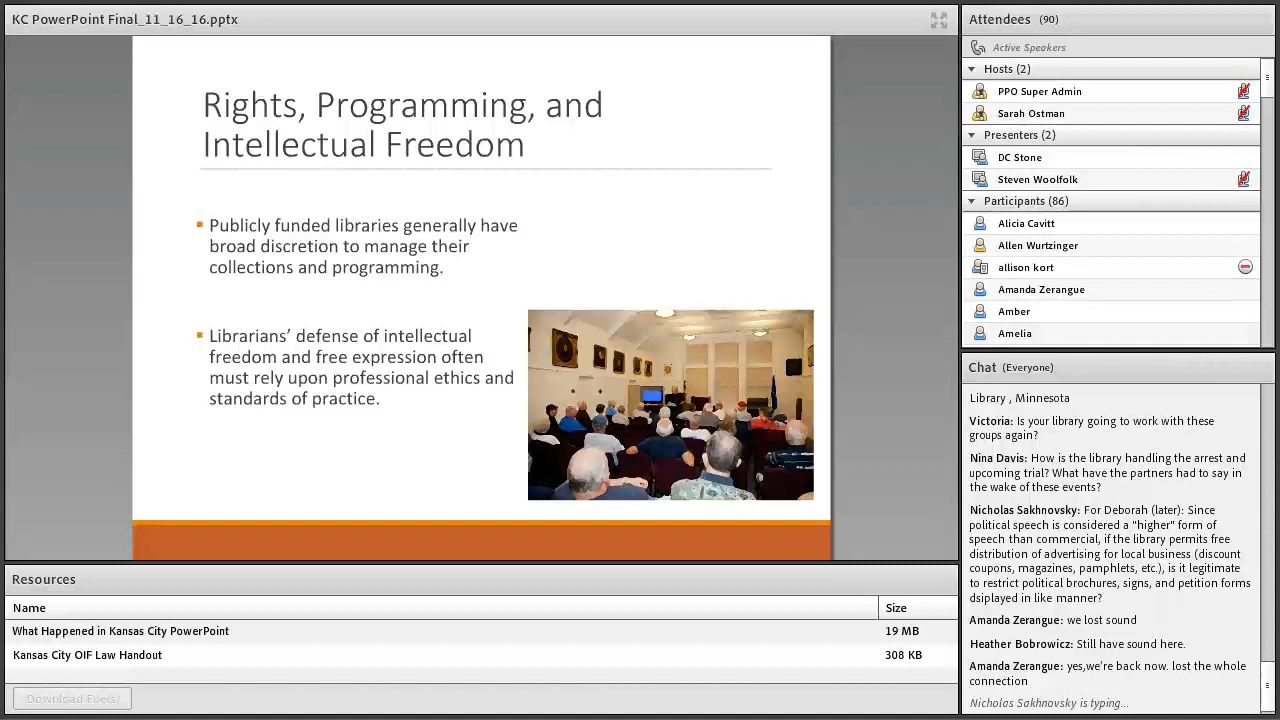 KC PowerPoint Final_11_16_16.pptx
Rights, Programming, and
Intellectual Freedom
Publicly funded libraries generally have
broad discretion to manage their
collections and programming.
Librarians’ defense of intellectual
freedom and free expression often
must rely upon professional ethics and
standards of practice.
Resources
Name Size
What Happened in Kansas City PowerPoint 19 MB
Kansas City OIF Law Handout 308 KB
Download File(s)
Attendees (90)
Active Speakers
Hosts (2)
PPO Super Admin
Sarah Ostman
Presenters (2)
DC Stone
Steven Woolfolk
Participants (86)
Alicia Cavitt
Allen Wurtzinger
allison kort
Amanda Zerangue
Amber
Amelia
Chat (Everyone)
Library , Minnesota
Victoria: Is your library going to work with these
groups again?
Nina Davis: How is the library handling the arrest and
upcoming trial? What have the partners had to say in
the wake of these events?
Nicholas Sakhnovsky: For Deborah (later): Since
political speech is considered a "higher" form of
speech than commercial, if the library permits free
distribution of advertising for local business (discount
coupons, magazines, pamphlets, etc.), is it legitimate
to restrict political brochures, signs, and petition forms
dsiplayed in like manner?
Amanda Zerangue: we lost sound
Heather Bobrowicz: Still have sound here.
Amanda Zerangue: yes,we're back now. lost the whole
connection
Nicholas Sakhnovsky is typing...